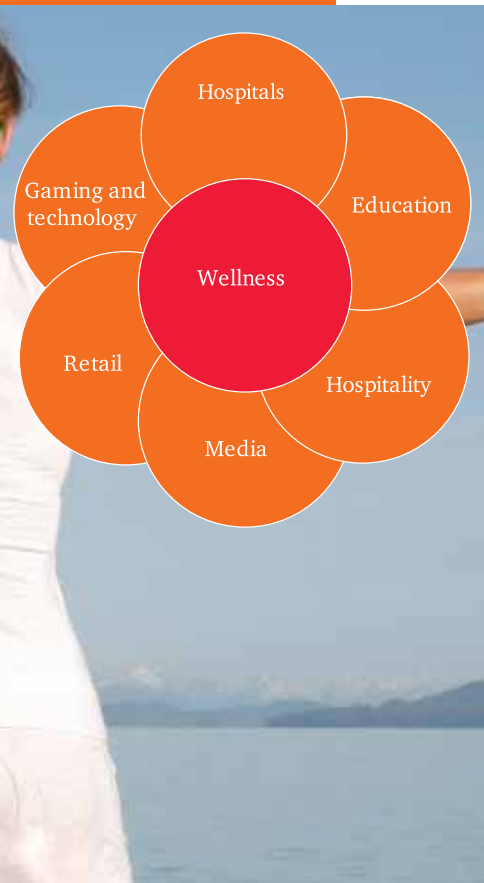 Hospitals
Gaming and
technology
Education
Wellness
Retail
Hospitality
Media